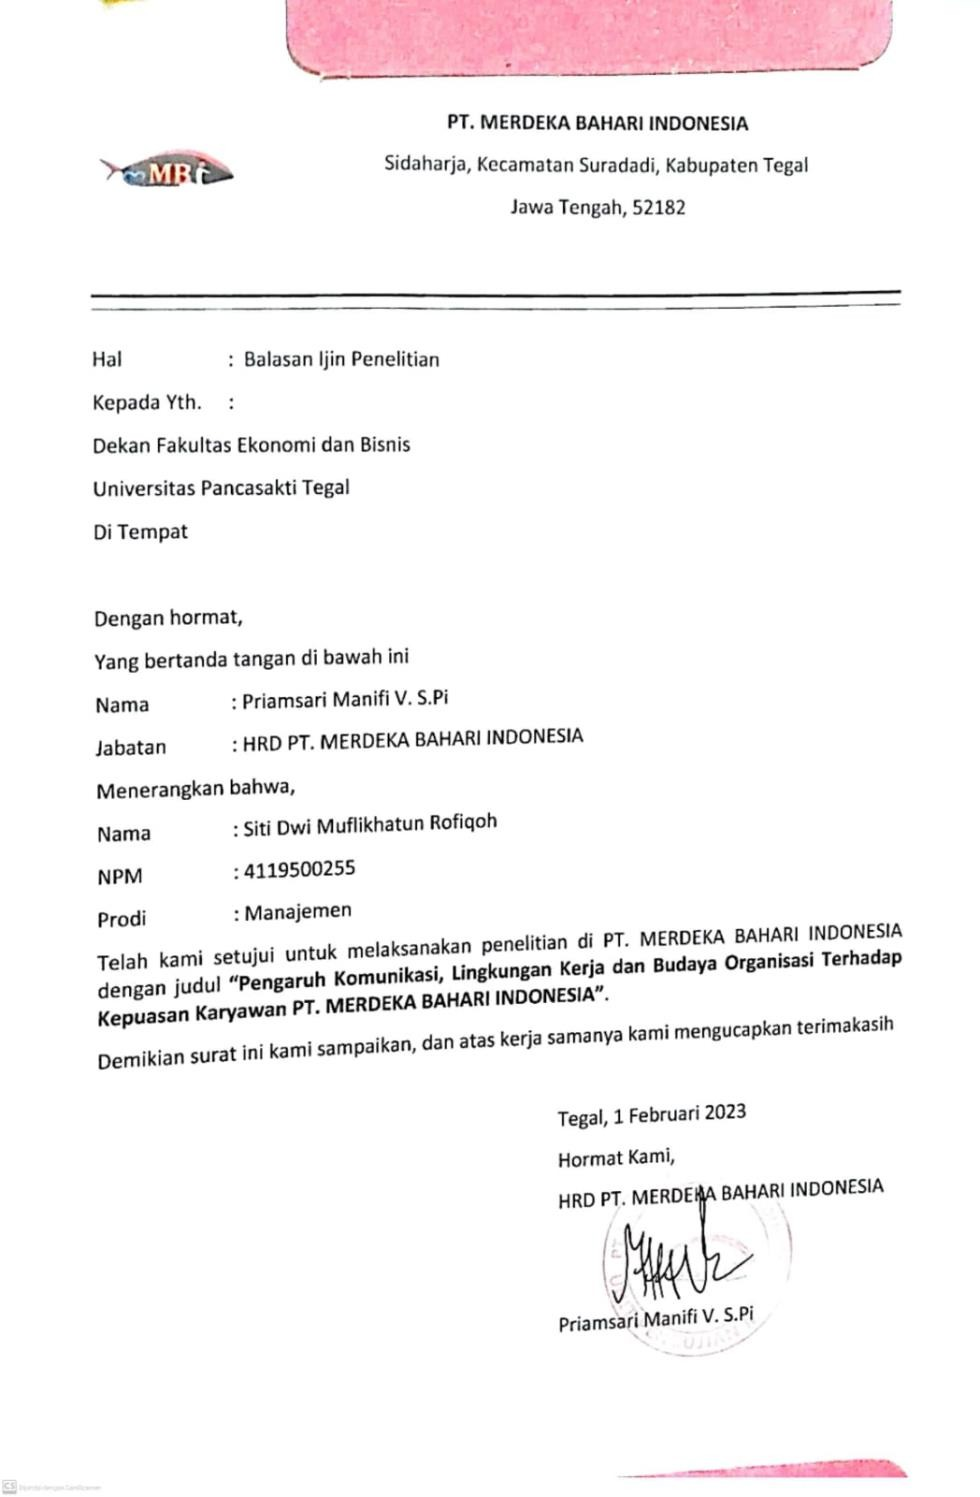 PT. MERDEKA BAHARI INDONESIA
MBi
Sidaharja, Kecamatan Suradadi, Kabupaten Tegal
Jawa Tengah, 52182
Hal : Balasan Ijin Penelitian
Kepada Yth. :
Dekan Fakultas Ekonomi dan Bisnis
Universitas Pancasakti Tegal
Di Tempat
Dengan hormat,
Yang bertanda tangan di bawah ini
Nama : Priamsari Manifi V. S.Pi
Jabatan : HRD PT. MERDEKA BAHARI INDONESIA
Menerangkan bahwa,
Nama : Siti Dwi Muflikhatun Rofiqoh
NPM : 4119500255
Prodi : Manajemen
Telah kami setujui untuk melaksanakan penelitian di PT. MERDEKA BAHARI INDONESIA
dengan judul “Pengaruh Komunikasi, Lingkungan Kerja dan Budaya Organisasi Terhadap
Kepuasan Karyawan PT. MERDEKA BAHARI INDONESIA”.
Demikian surat ini kami sampaikan, dan atas kerja samanya kami mengucapkan terimakasih
Tegal, 1 Februari 2023
Hormat Kami,
HRD PT. MERDEKA BAHARI INDONESIA
Priamsari Manifi V. S.Pi
CS Dipindai dengan CamScanner